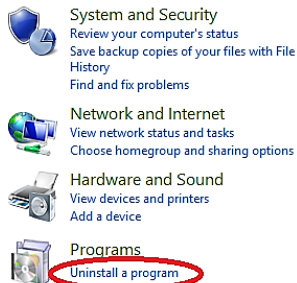 System and Security
Review your computer's status
Save backup copies of your files with File
History
Find and fix problems
Network and Internet
View network status and tasks
Choose homegroup and sharing options
Hardware and Sound
View devices and printers
Add a device
Programs
Uninstall a program